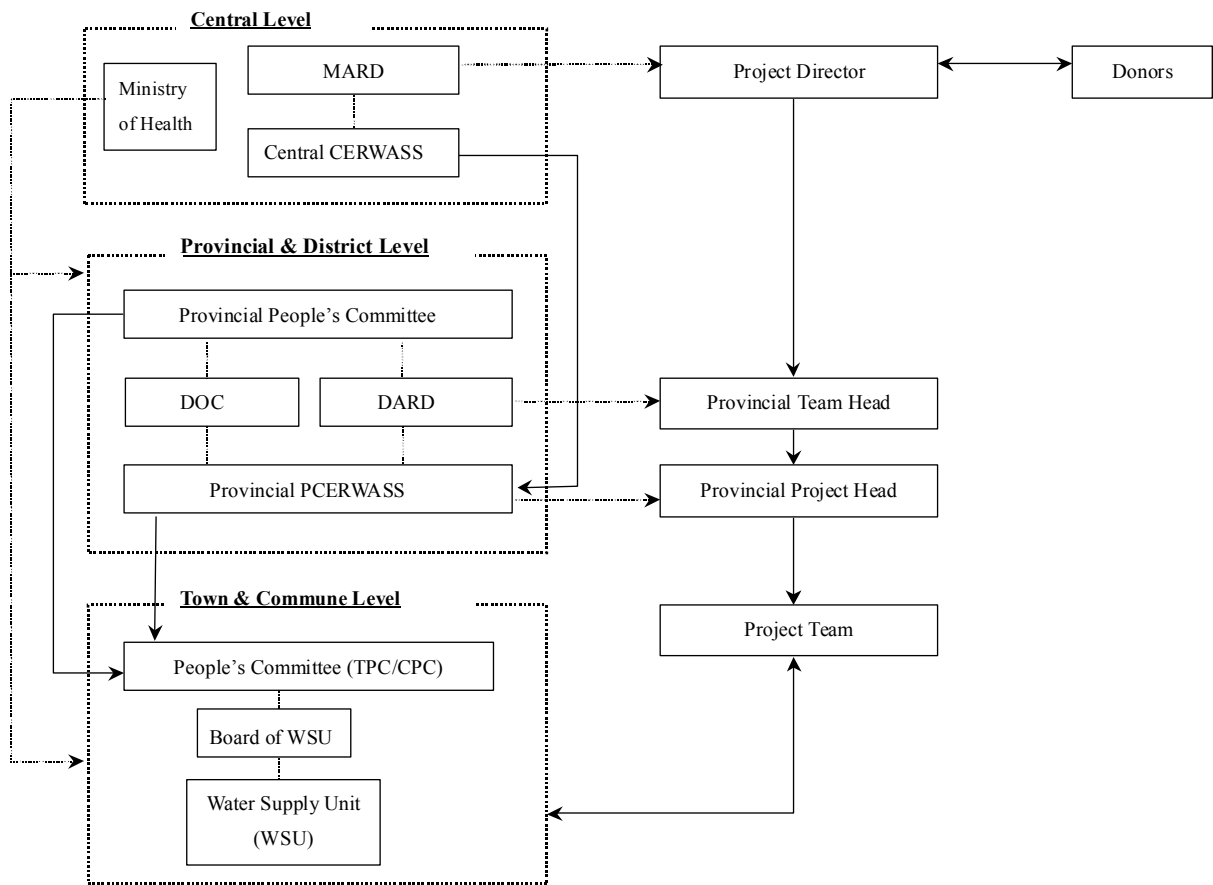 Central Level
MARD
Project Director
Donors
Ministry
of Health
Central CERWASS
Provincial & District Level
Provincial People's Committee
DOC
DARD
Provincial Team Head
Provincial PCERWASS
Provincial Project Head
Town & Commune Level
Project Team
People's Committee (TPC/CPC)
Board of WSU
Water Supply Unit
(WSU)